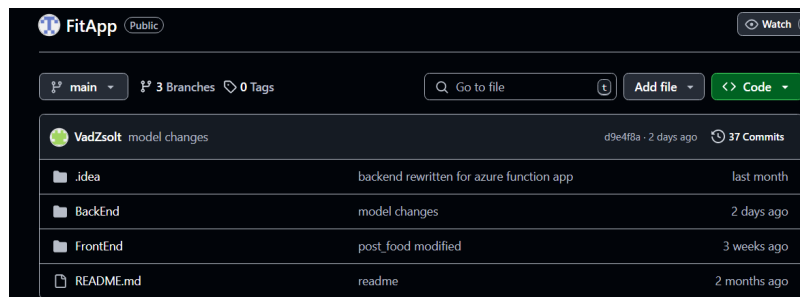 FitApp Public Watch
main 3 Branches 0 Tags Go to file t Add file Code
VadZsolt model changes d9e4f8a · 2 days ago 37 Commits
.idea backend rewritten for azure function app last month
BackEnd model changes 2 days ago
FrontEnd post_food modified 3 weeks ago
README.md readme 2 months ago